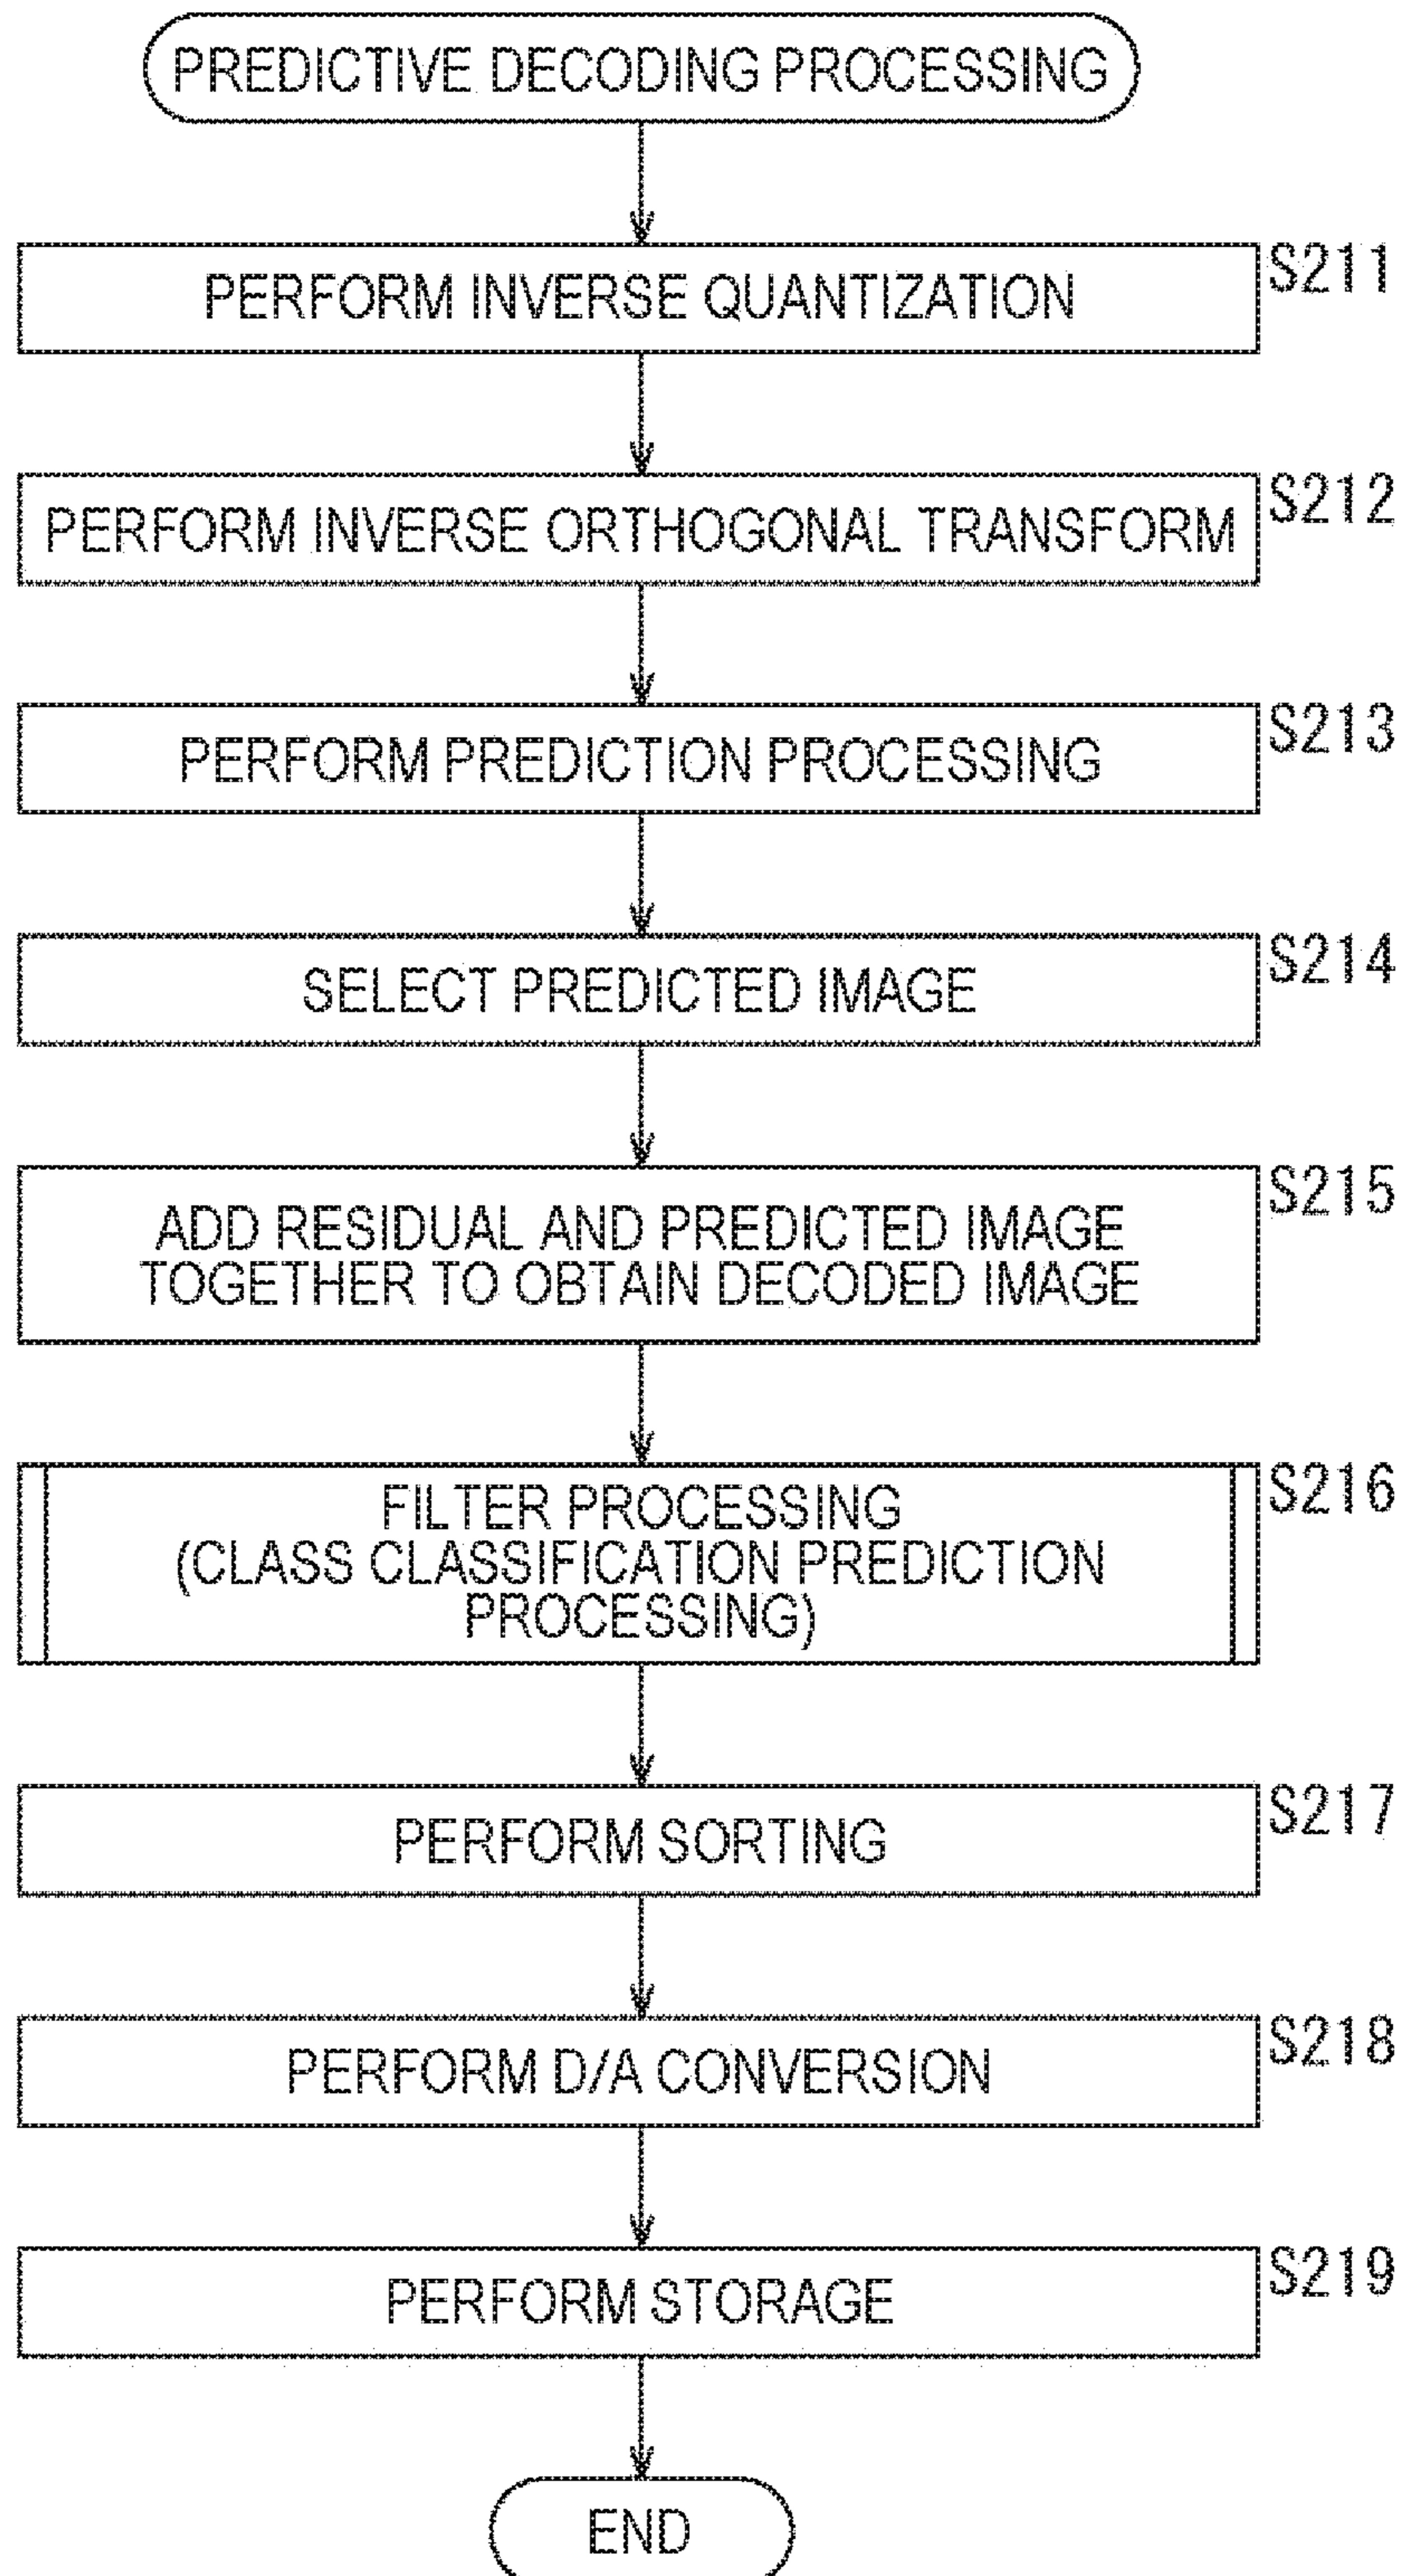 PREDICTIVE DECODING PROCESSING
S211
PERFORM INVERSE QUANTIZATION
S212
PERFORM INVERSE ORTHOGONAL TRANSFORM
S213
PERFORM PREDICTION PROCESSING
S214
SELECT PREDICTED IMAGE
S215
ADD RESIDUAL AND PREDICTED IMAGE
TOGETHER TO OBTAIN DECODED IMAGE
S216
FILTER PROCESSING
(CLASS CLASSIFICATION PREDICTION
PROCESSING)
S217
PERFORM SORTING
S218
PERFORM D/A CONVERSION
S219
PERFORM STORAGE
END